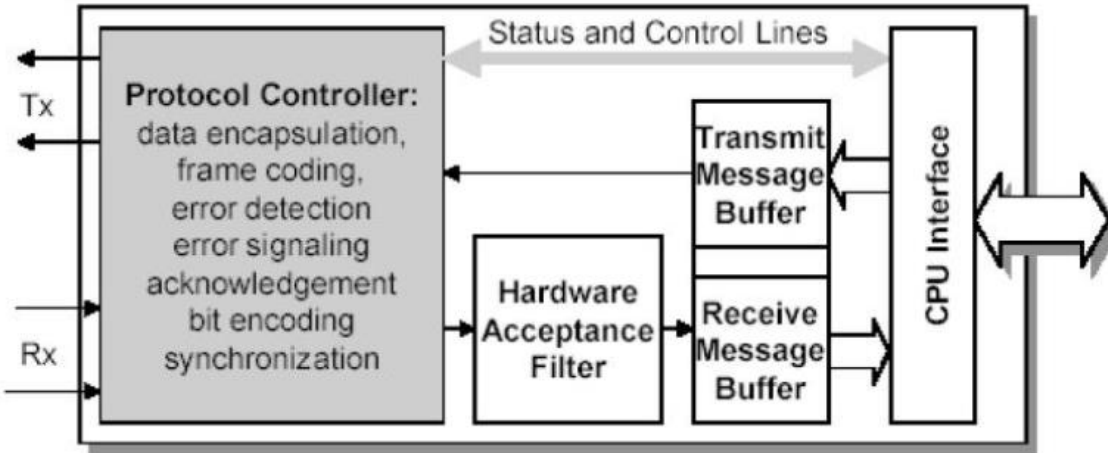 Status and Control Lines
Tx
Rx
Protocol Controller:
data encapsulation,
frame coding,
error detection
error signaling
acknowledgement
bit encoding
synchronization
Hardware
Acceptance
Filter
Transmit
Message
Buffer
Receive
Message
Buffer
CPU Interface